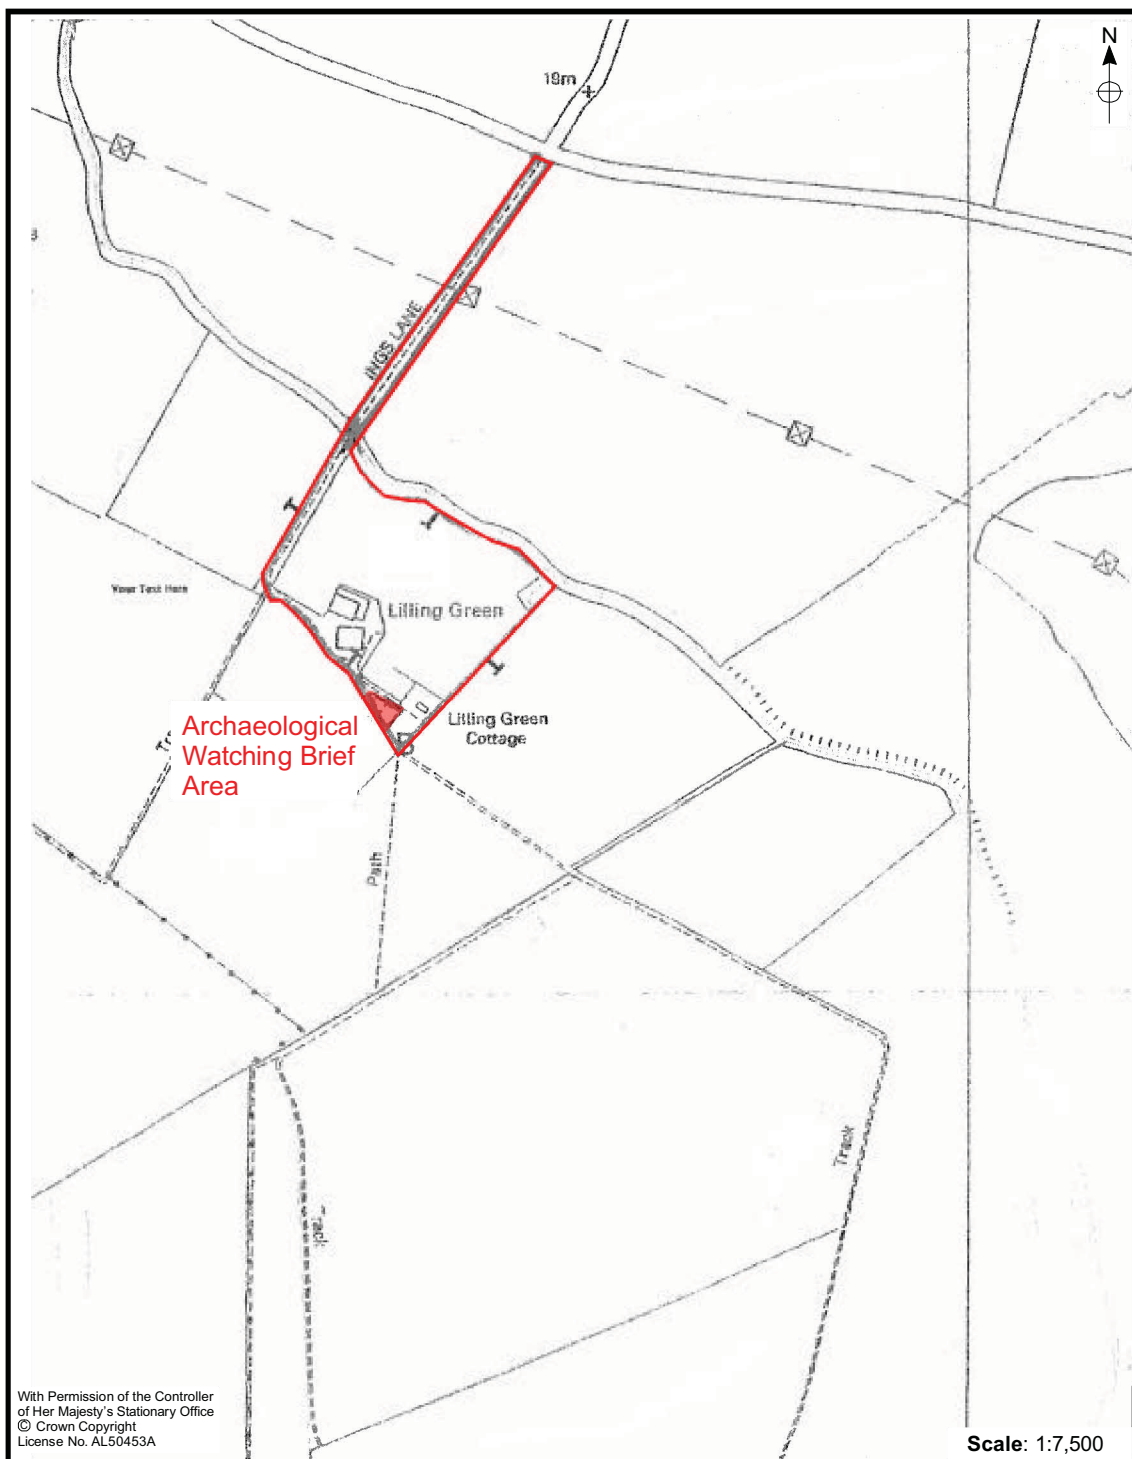 N
19m
INGS LANE
Your Text Here
Lilling Green
Lilling Green
Cottage
Archaeological
Watching Brief
Area
Path
Track
Track
With Permission of the Controller
of Her Majesty's Stationary Office
© Crown Copyright
License No. AL50453A
Scale: 1:7,500